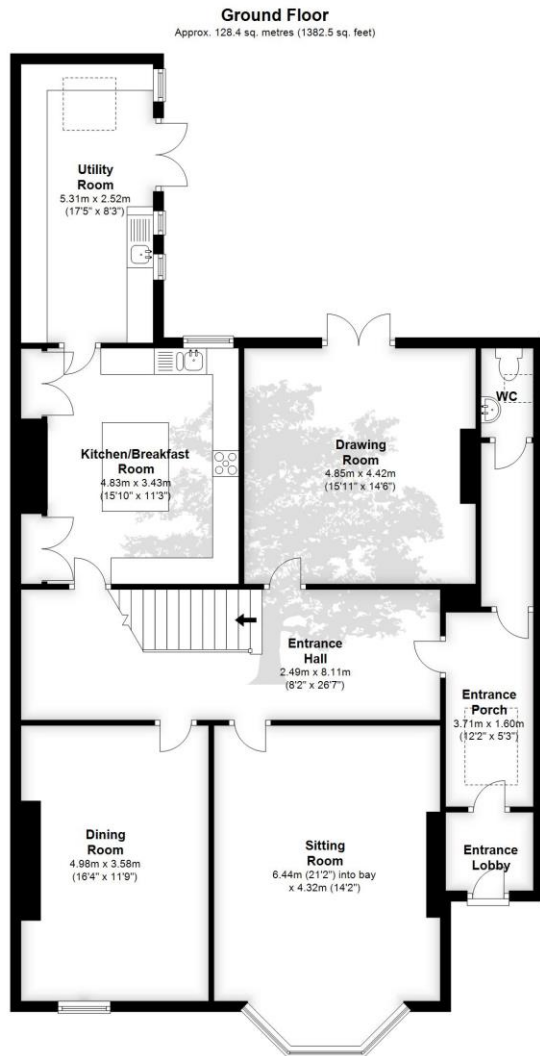 Ground Floor
Approx. 128.4 sq. metres (1382.5 sq. feet)
Utility
Room
5.31m x 2.52m
(17'5" x 8'3")
Kitchen/Breakfast
Room
4.83m x 3.43m
(15'10" x 11'3")
Drawing
Room
4.85m x 4.42m
(15'11" x 14'6")
WC
Entrance
Hall
2.49m x 8.11m
(8'2" x 26'7")
Entrance
Porch
3.71m x 1.60m
(12'2" x 5'3")
Dining
Room
4.98m x 3.58m
(16'4" x 11'9")
Sitting
Room
6.44m (21'2") into bay
x 4.32m (14'2")
Entrance
Lobby